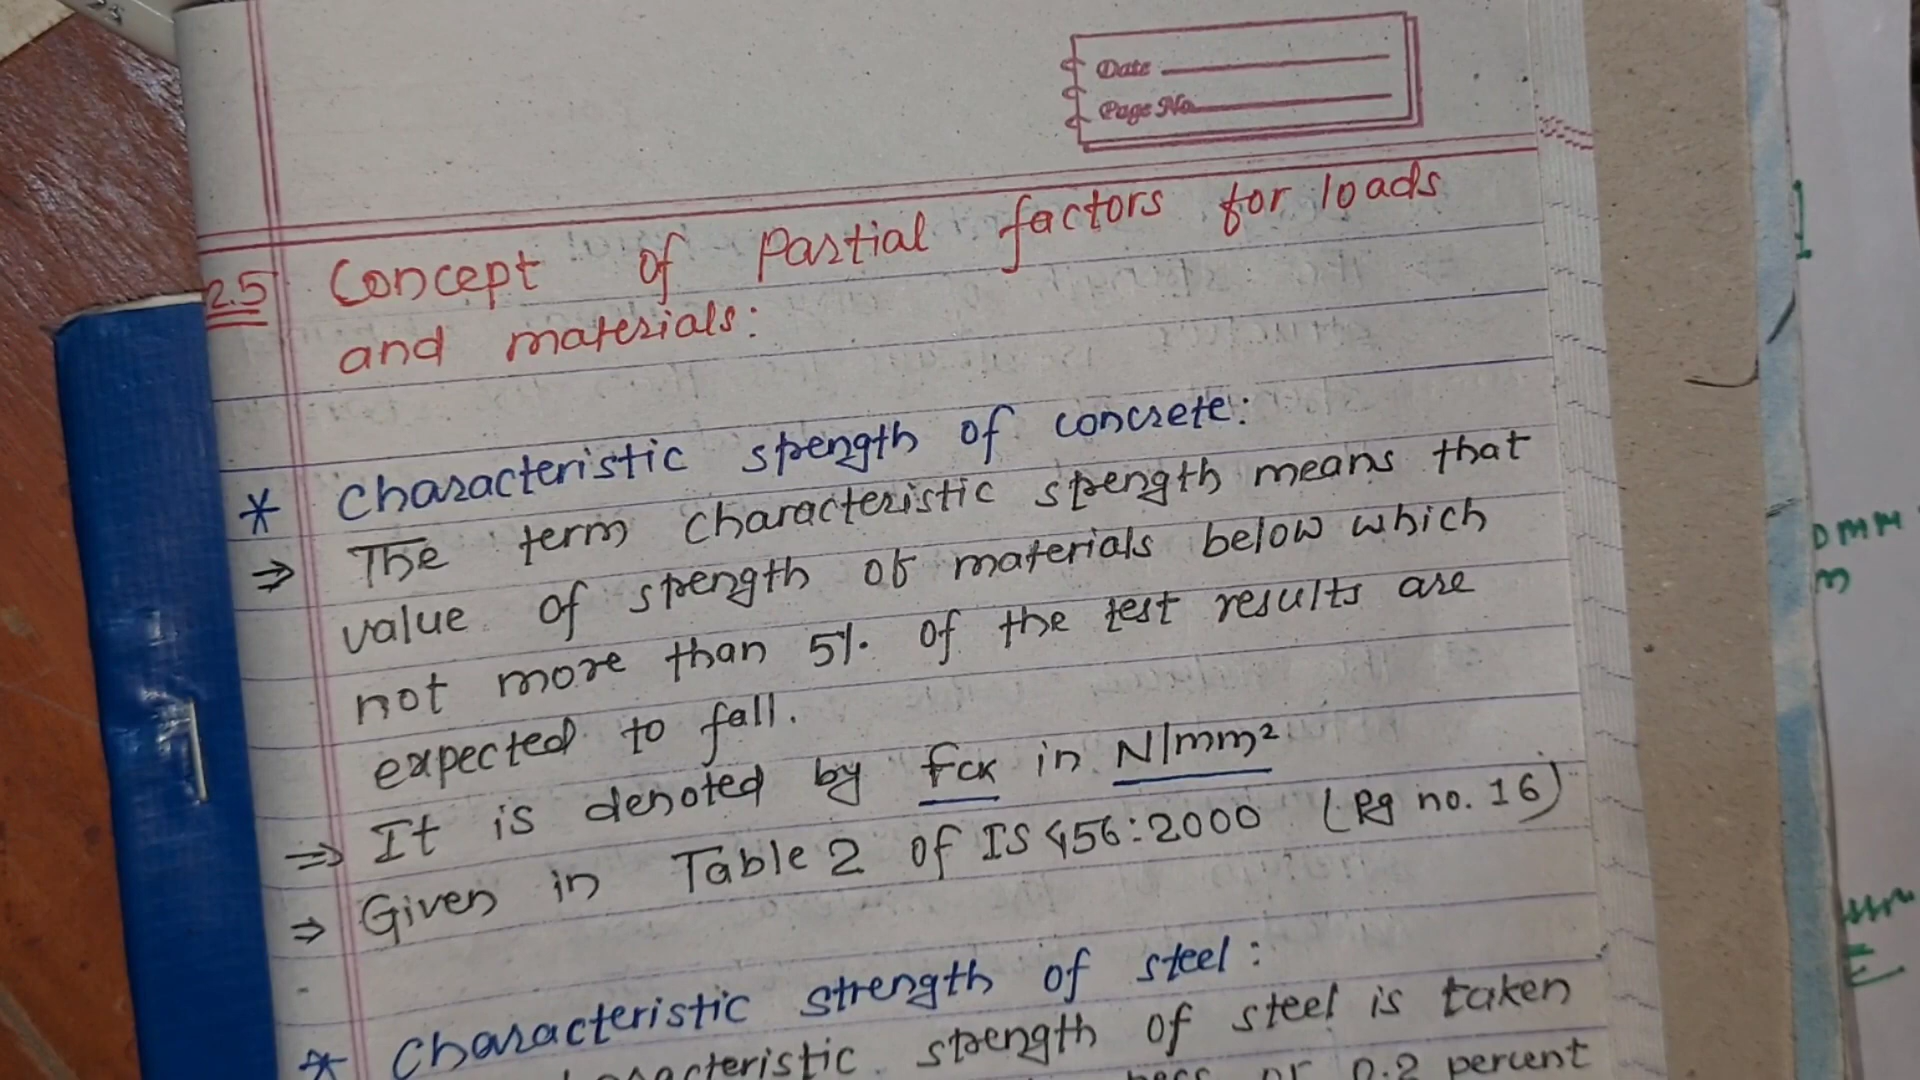 Date
Page No.
2.5 Concept of Partial factors for loads
and materials:
* Characteristic strength of concrete:
⇒ The term characteristic strength means that
value of strength of materials below which
not more than 5%. of the test results are
expected to fall.
⇒ It is denoted by fck in N/mm²
⇒ Given in Table 2 of IS 456:2000 (Pg no. 16)
* Characteristic strength of steel:
strength of steel is taken
or 0.2 percent